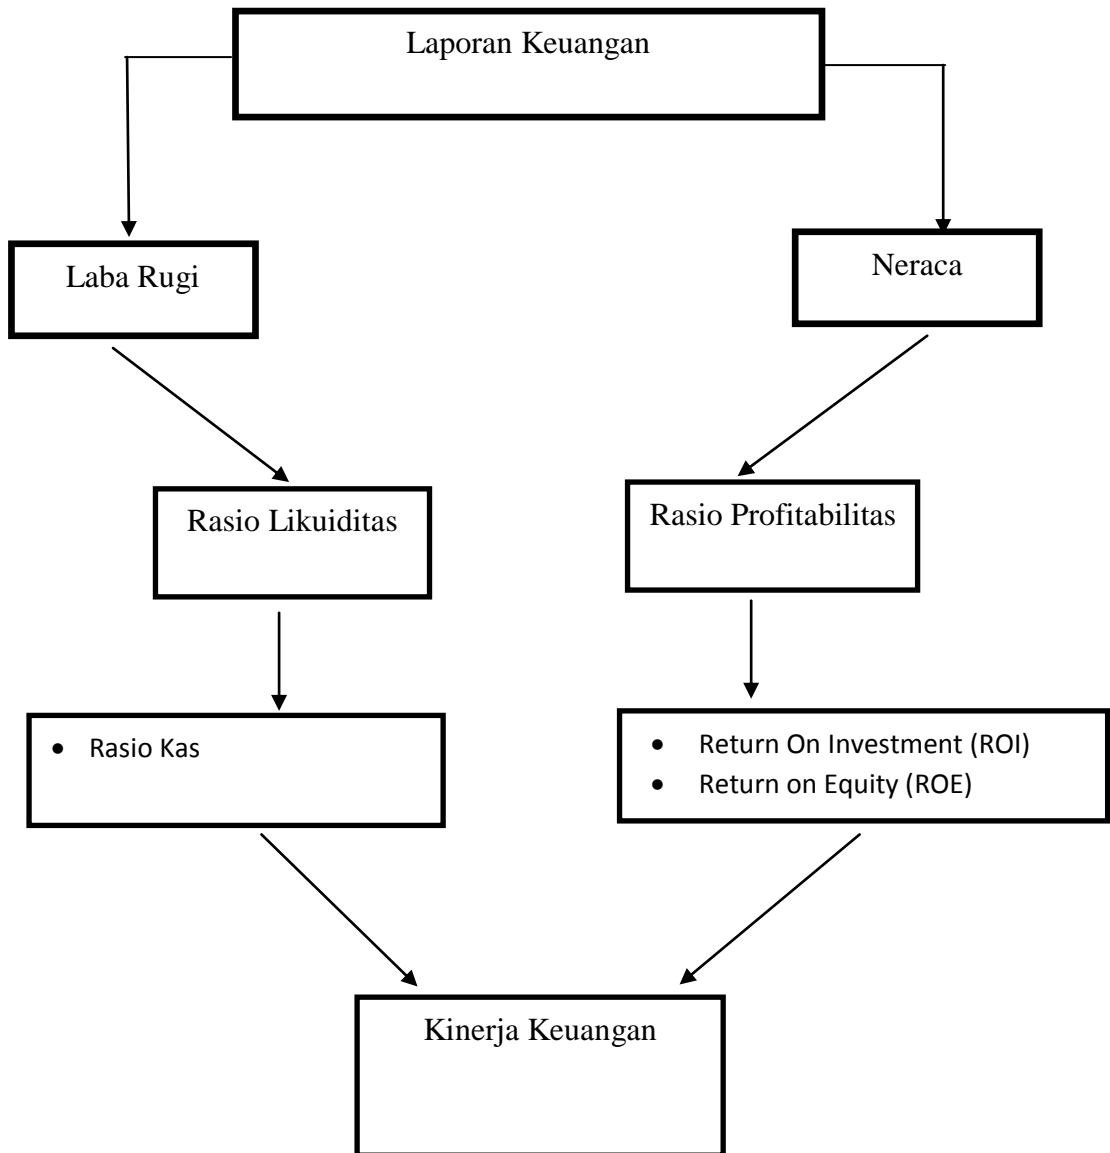 Laporan Keuangan
Laba Rugi
Neraca
Rasio Likuiditas
Rasio Profitabilitas
• Rasio Kas
• Return On Investment (ROI)
• Return on Equity (ROE)
Kinerja Keuangan